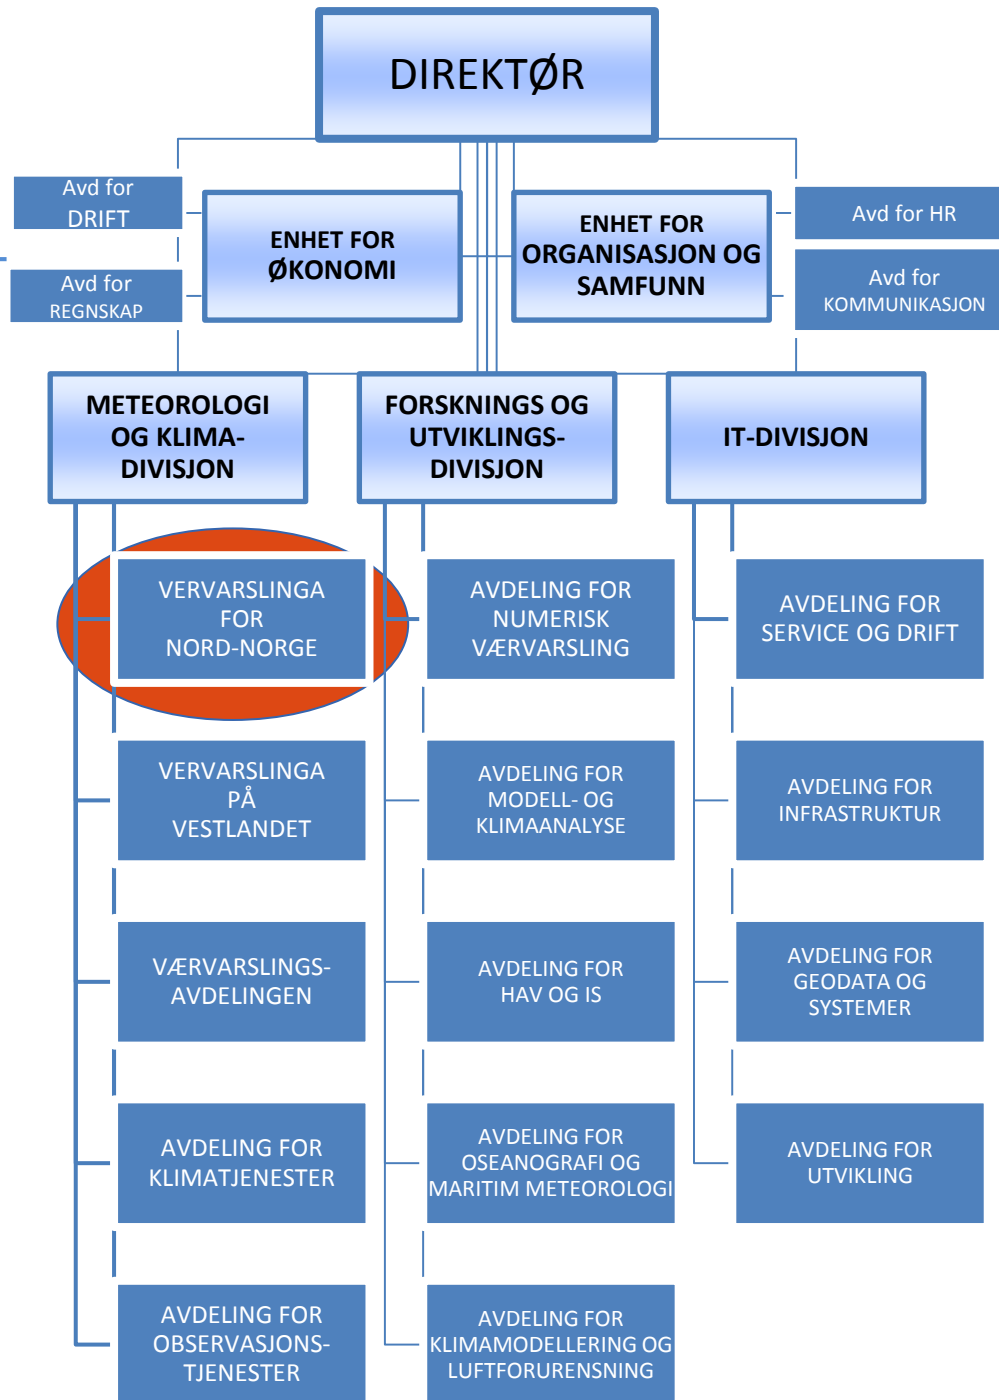 DIREKTØR
Avd for
DRIFT
ENHET FOR
ØKONOMI
ENHET FOR
ORGANISASJON OG
SAMFUNN
Avd for HR
Avd for
REGNSKAP
Avd for
KOMMUNIKASJON
METEOROLOGI
OG KLIMA-
DIVISJON
FORSKNINGS OG
UTVIKLINGS-
DIVISJON
IT-DIVISJON
VERVARSLINGA
FOR
NORD-NORGE
AVDELING FOR
NUMERISK
VÆRVARSLING
AVDELING FOR
SERVICE OG DRIFT
VERVARSLINGA
PÅ
VESTLANDET
AVDELING FOR
MODELL- OG
KLIMAANALYSE
AVDELING FOR
INFRASTRUKTUR
VÆRVARSLINGS-
AVDELINGEN
AVDELING FOR
HAV OG IS
AVDELING FOR
GEODATA OG
SYSTEMER
AVDELING FOR
KLIMATJENESTER
AVDELING FOR
OSEANOGRAFI OG
MARITIM METEOROLOGI
AVDELING FOR
UTVIKLING
AVDELING FOR
OBSERVASJONS-
TJENESTER
AVDELING FOR
KLIMAMODELLERING OG
LUFTFORURENSNING